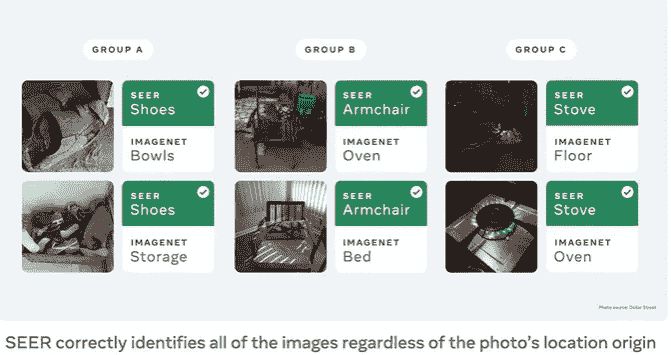 GROUP A
GROUP B
GROUP C
SEER
Shoes
IMAGENET
Bowls
SEER
Armchair
IMAGENET
Oven
SEER
Stove
IMAGENET
Floor
SEER
Shoes
IMAGENET
Storage
SEER
Armchair
IMAGENET
Bed
SEER
Stove
IMAGENET
Oven
Photo source: Dollar Street
SEER correctly identifies all of the images regardless of the photo's location origin